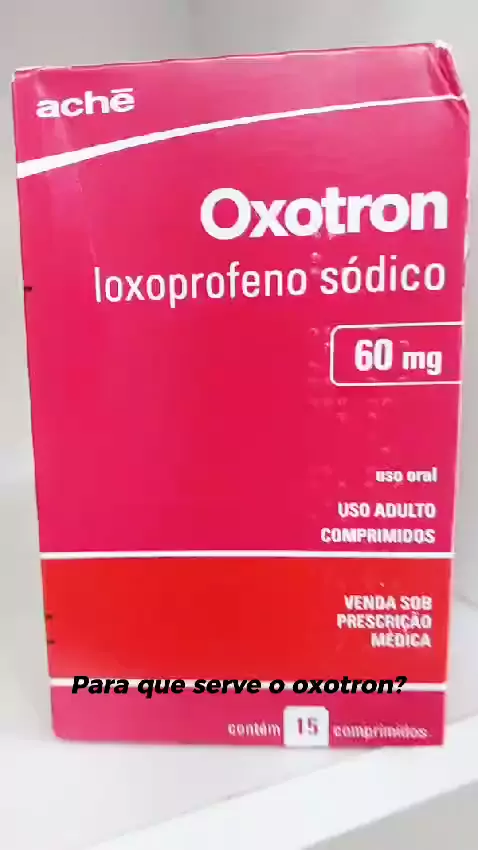 achē
Oxotron
loxoprofeno sódico
60 mg
uso oral
USO ADULTO
COMPRIMIDOS
VENDA SOB
PRESCRIÇÃO
MÉDICA
Para que serve o oxotron?
contém 15 comprimidos